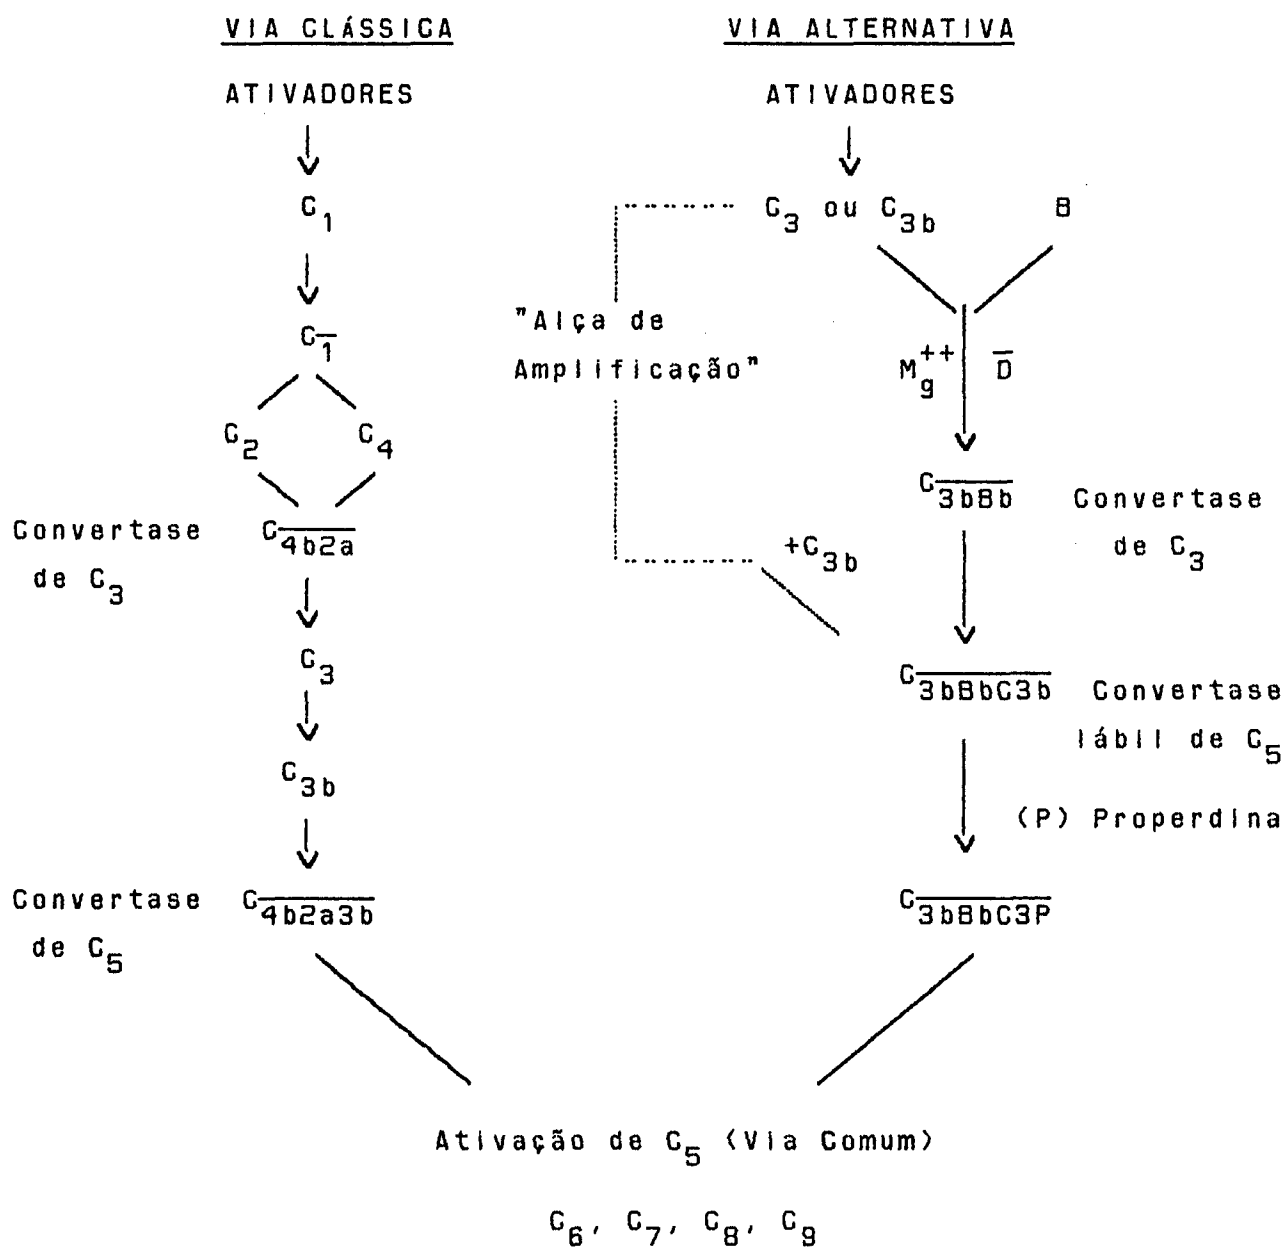 VIA CLÁSSICA
ATIVADORES
C1
C1̅
C2 C4
Convertase de C3
C4b2a
C3
C3b
Convertase de C5
C4b2a3b
VIA ALTERNATIVA
ATIVADORES
C3 ou C3b B
"Alça de
Amplificação"
Mg++ D̅
C3bBb
Convertase
de C3
+C3b
C3bBbC3b
Convertase
lábil de C5
(P) Properdina
C3bBbC3P
Ativação de C5 (Via Comum)
C6, C7, C8, C9